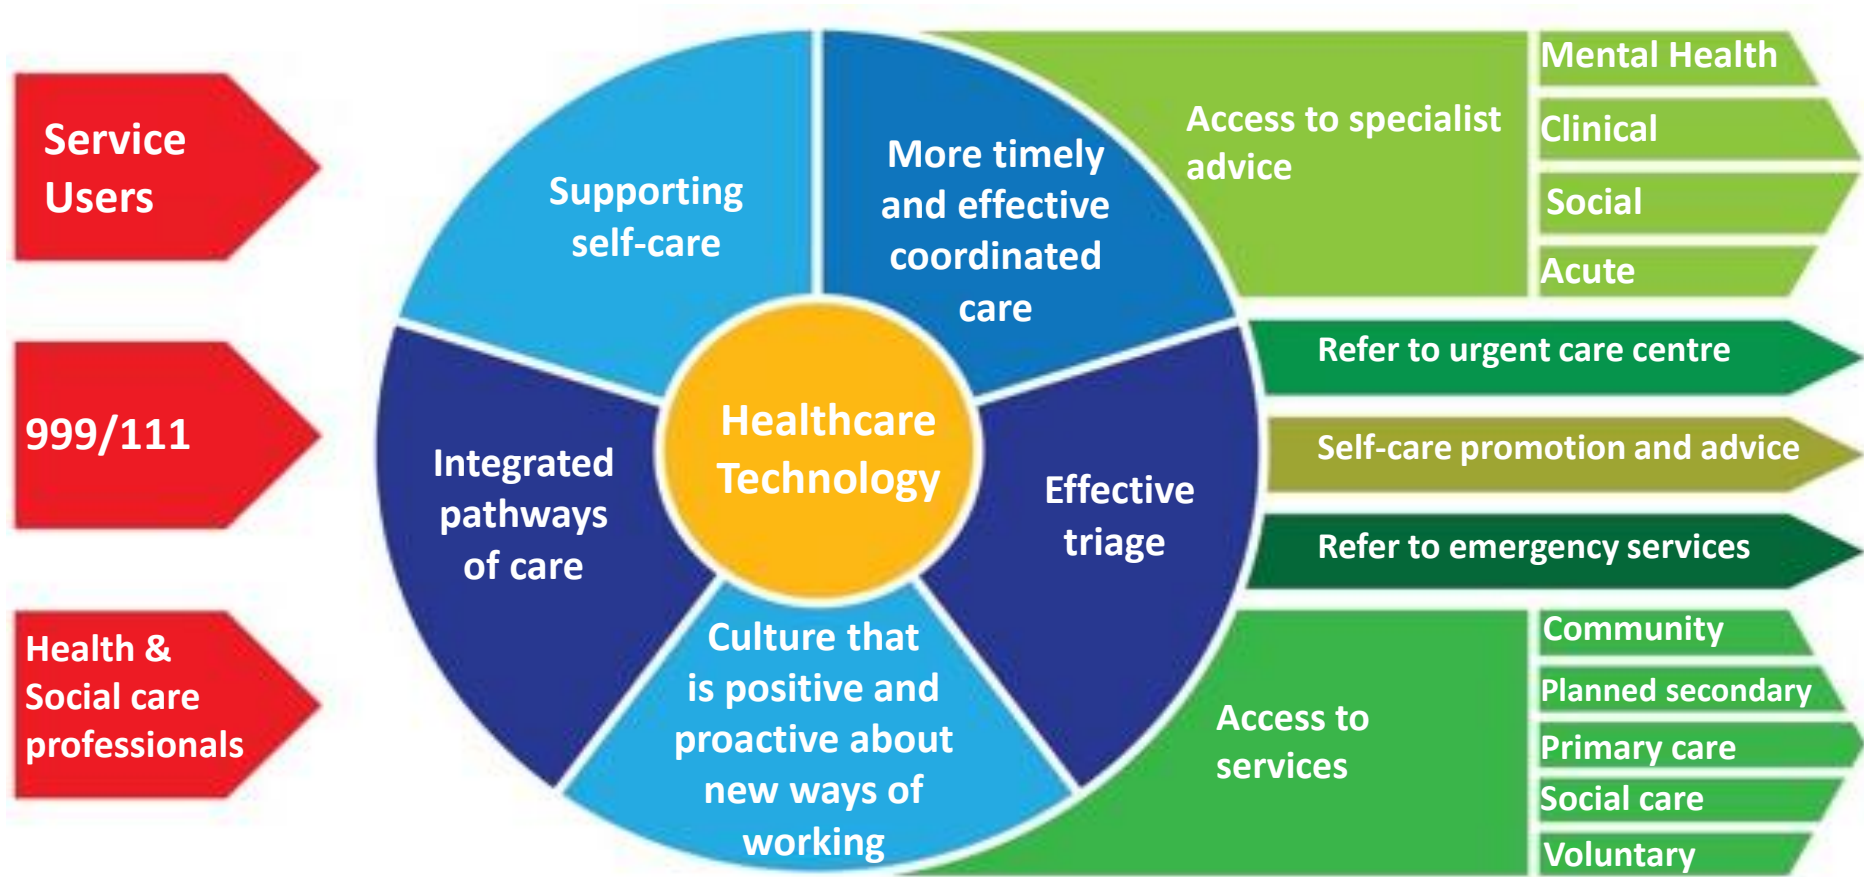 Service
Users
999/111
Health &
Social care
professionals
Supporting
self-care
More timely
and effective
coordinated
care
Integrated
pathways
of care
Healthcare
Technology
Effective
triage
Culture that
is positive and
proactive about
new ways of
working
Access to specialist
advice
Mental Health
Clinical
Social
Acute
Refer to urgent care centre
Self-care promotion and advice
Refer to emergency services
Access to
services
Community
Planned secondary
Primary care
Social care
Voluntary